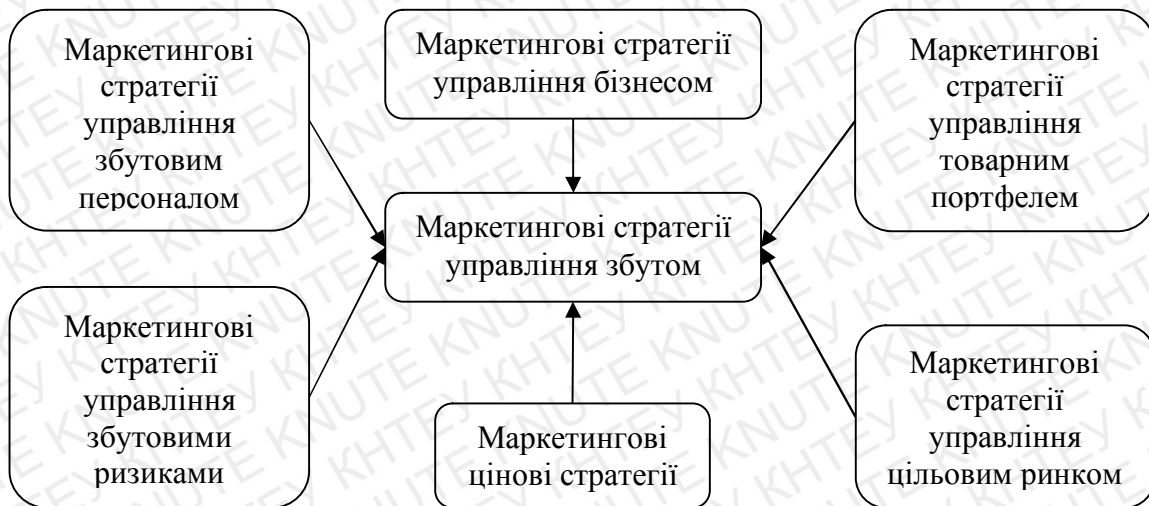 Маркетингові
стратегії
управління
збутовим
персоналом
Маркетингові стратегії
управління бізнесом
Маркетингові
стратегії
управління
товарним
портфелем
Маркетингові стратегії
управління збутом
Маркетингові
стратегії
управління
збутовими
ризиками
Маркетингові
цінові стратегії
Маркетингові
стратегії
управління
цільовим ринком